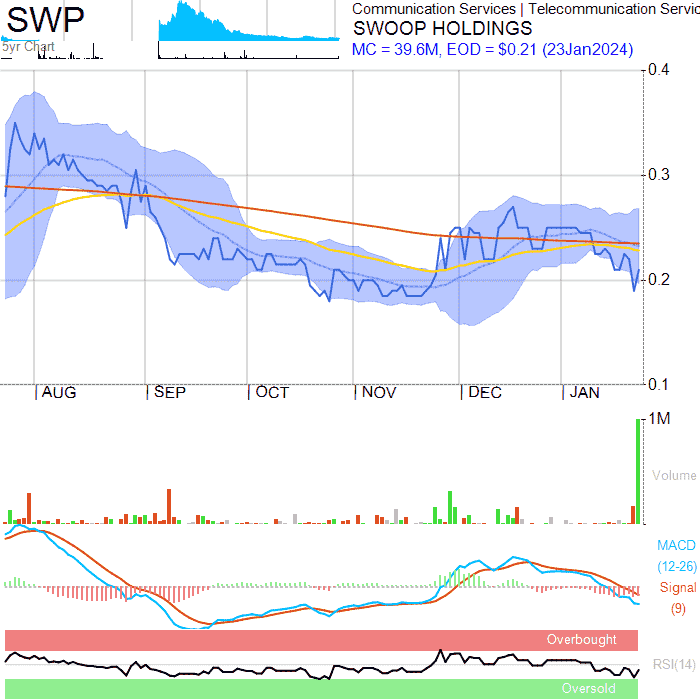 SWP
5yr Chart
Communication Services | Telecommunication Servic
SWOOP HOLDINGS
MC = 39.6M, EOD = $0.21 (23Jan2024)
0.4
0.3
0.2
0.1
| AUG | SEP | OCT | NOV | DEC | JAN
1M
Volume
MACD
(12-26)
Signal
(9)
Overbought
RSI(14)
Oversold